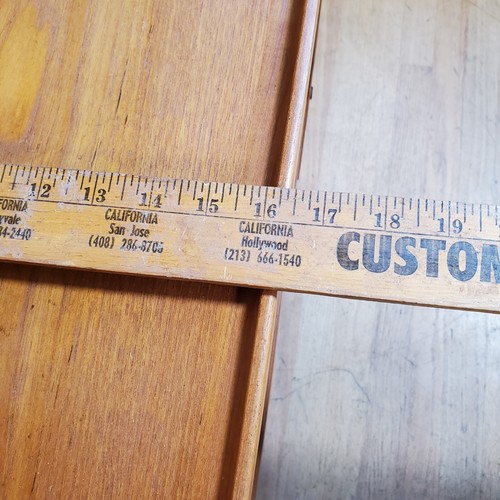 12 13 14 15 16 17 18 19
CALIFORNIA
San Jose
(408) 286-8705
CALIFORNIA
Hollywood
(213) 666-1540
CUSTOM